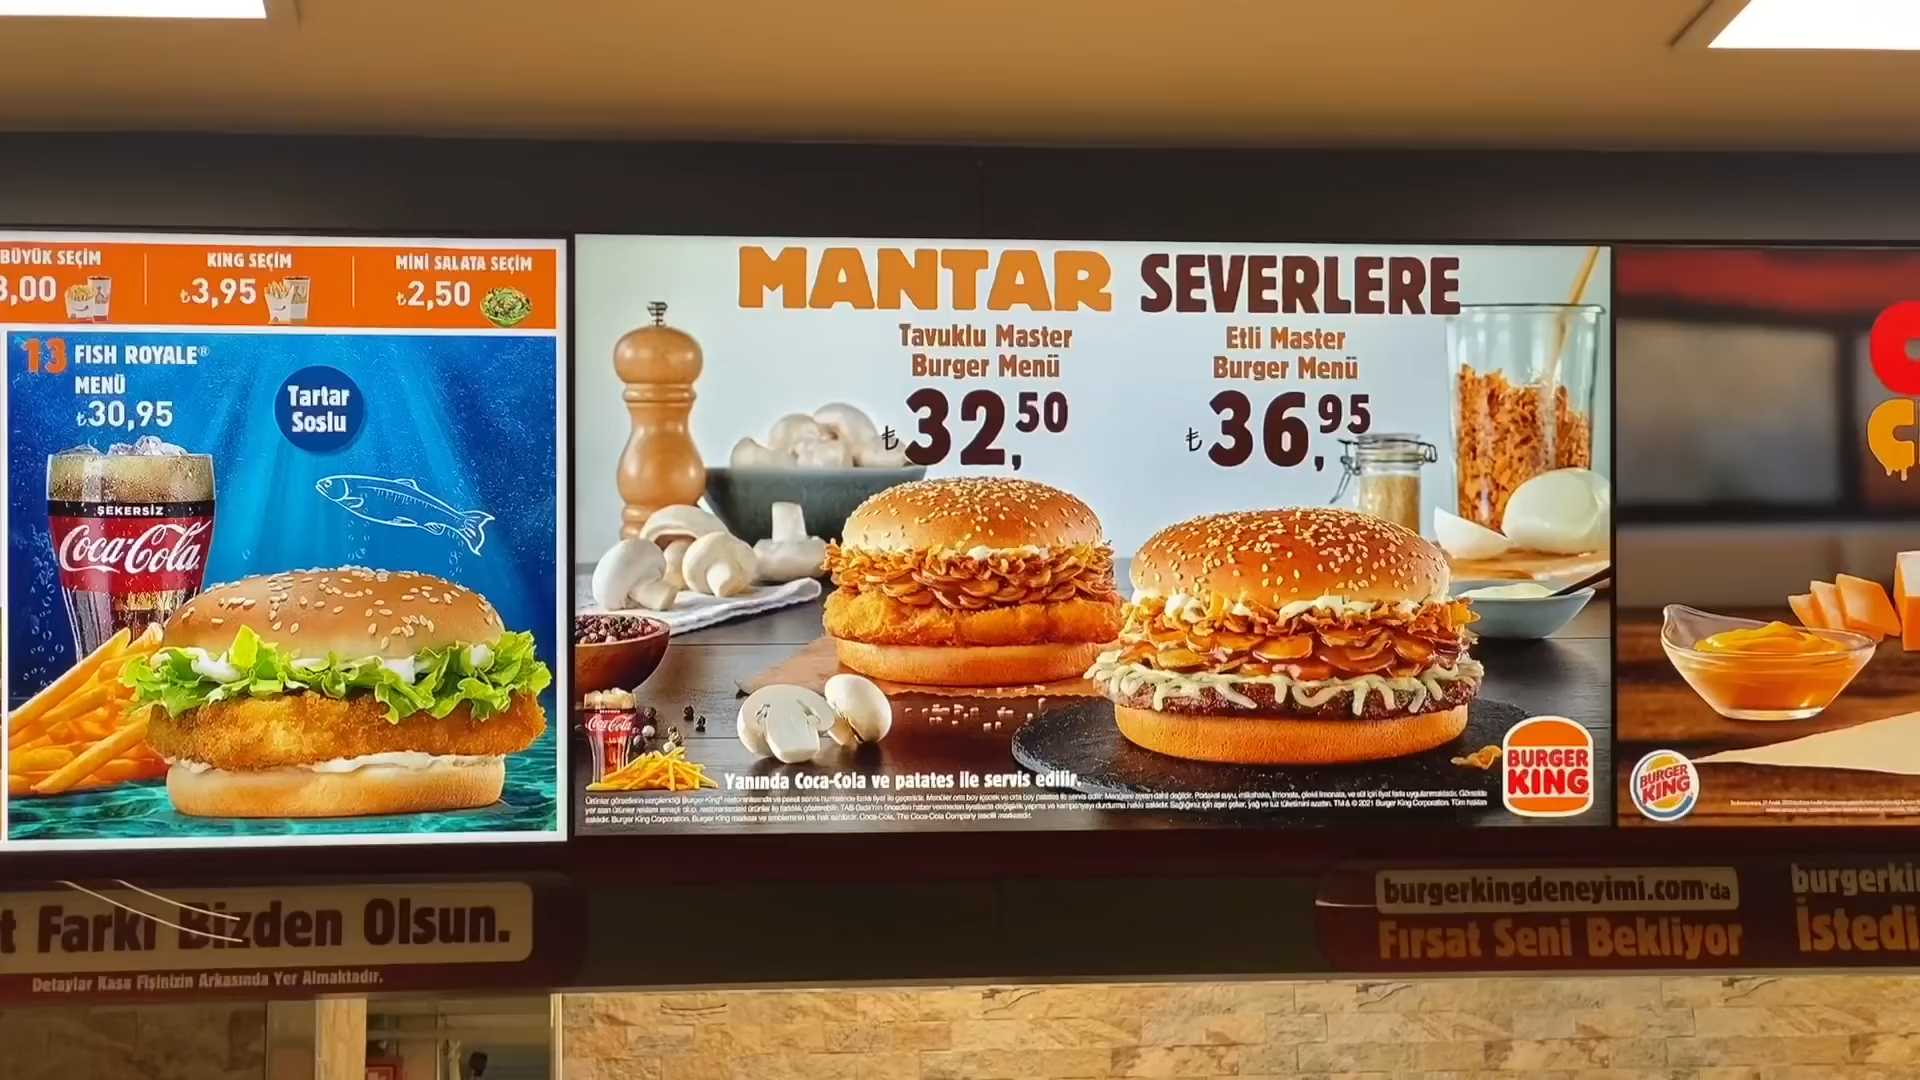 BÜYÜK SEÇİM
3,00
KING SEÇİM
₺3,95
MİNİ SALATA SEÇİM
₺2,50
13 FISH ROYALE®
MENÜ
₺30,95
Tartar
Soslu
ŞEKERSİZ
Coca-Cola
MANTAR SEVERLERE
Tavuklu Master
Burger Menü
₺32,50
Etli Master
Burger Menü
₺36,95
Coca-Cola
Yanında Coca-Cola ve patates ile servis edilir.
BURGER
KING
BURGER
KING
t Farkı Bizden Olsun.
Detaylar Kasa Fişinizin Arkasında Yer Almaktadır.
burgerkingdeneyimi.com'da
Fırsat Seni Bekliyor
burgerki
İstedi